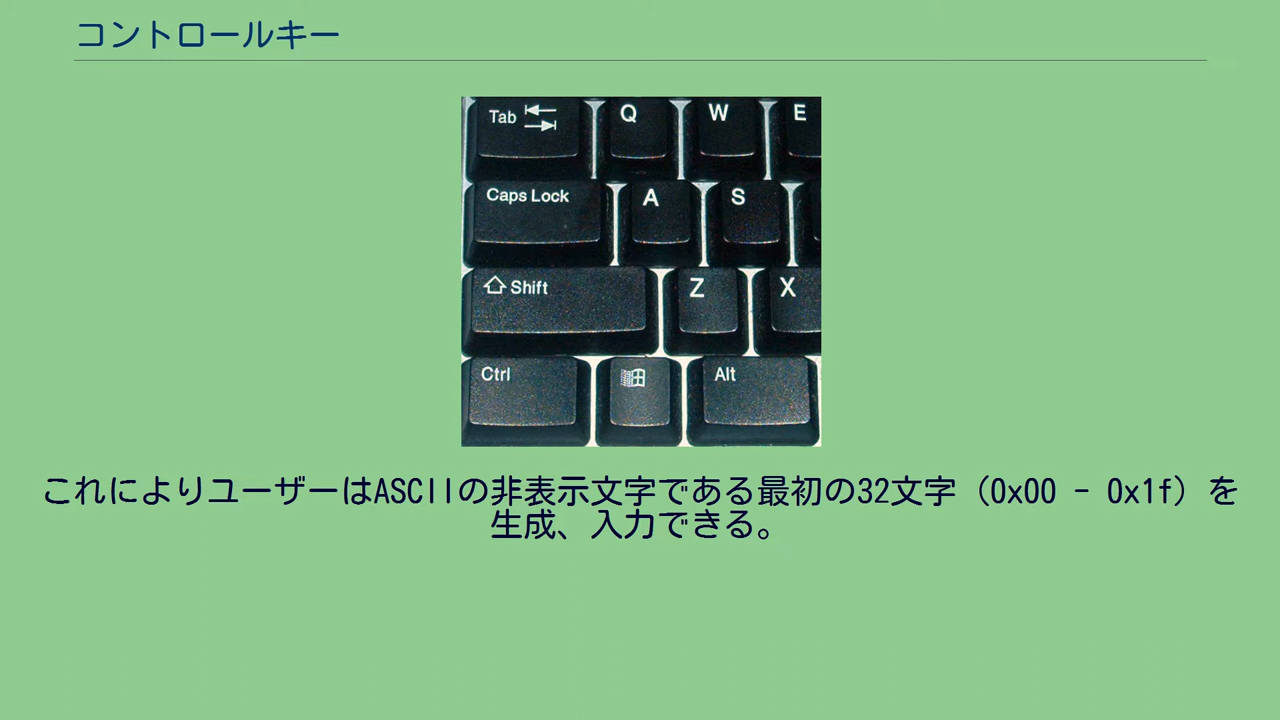 コントロールキー
Tab Q W E
Caps Lock A S
Shift Z X
Ctrl Alt
これによりユーザーはASCIIの非表示文字である最初の32文字（0x00 - 0x1f）を
生成、入力できる。